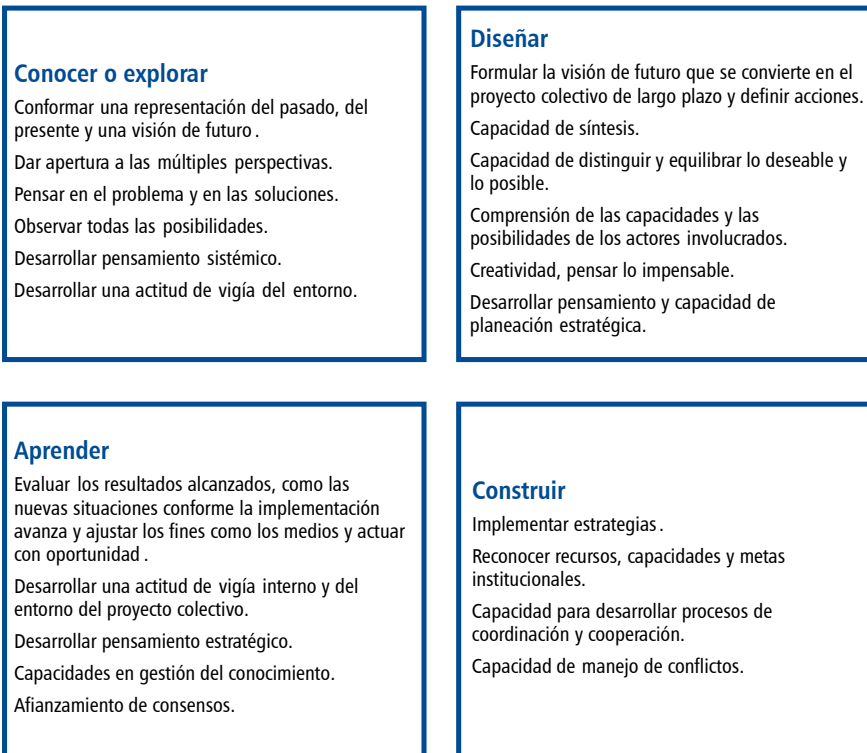 Conocer o explorar
Conformar una representación del pasado, del
presente y una visión de futuro.
Dar apertura a las múltiples perspectivas.
Pensar en el problema y en las soluciones.
Observar todas las posibilidades.
Desarrollar pensamiento sistémico.
Desarrollar una actitud de vigía del entorno.
Diseñar
Formular la visión de futuro que se convierte en el
proyecto colectivo de largo plazo y definir acciones.
Capacidad de síntesis.
Capacidad de distinguir y equilibrar lo deseable y
lo posible.
Comprensión de las capacidades y las
posibilidades de los actores involucrados.
Creatividad, pensar lo impensable.
Desarrollar pensamiento y capacidad de
planeación estratégica.
Aprender
Evaluar los resultados alcanzados, como las
nuevas situaciones conforme la implementación
avanza y ajustar los fines como los medios y actuar
con oportunidad.
Desarrollar una actitud de vigía interno y del
entorno del proyecto colectivo.
Desarrollar pensamiento estratégico.
Capacidades en gestión del conocimiento.
Afianzamiento de consensos.
Construir
Implementar estrategias.
Reconocer recursos, capacidades y metas
institucionales.
Capacidad para desarrollar procesos de
coordinación y cooperación.
Capacidad de manejo de conflictos.